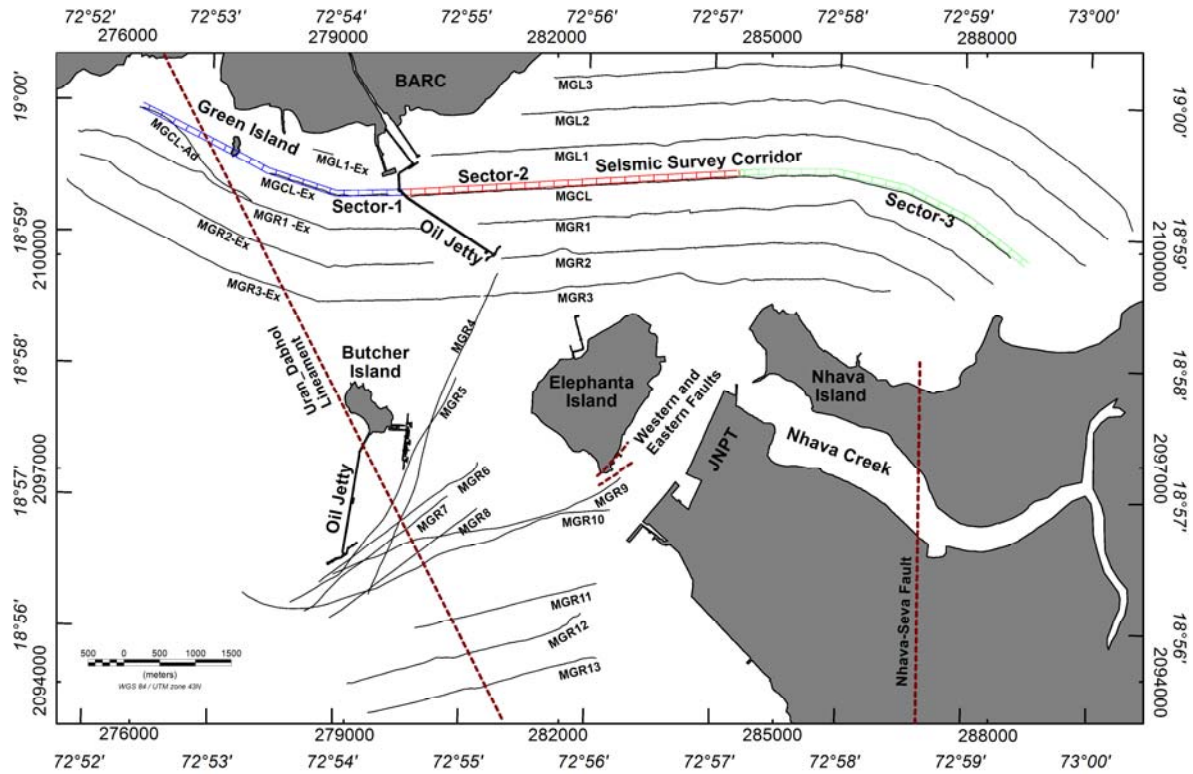 72°52' 72°53' 72°54' 72°55' 72°56' 72°57' 72°58' 72°59' 73°00'
276000 279000 282000 285000 288000
BARC
MGL3
19°00'
19°00'
Green Island
MGL2
MGCL-Ad
MGL1-Ex
MGL1
Seismic Survey Corridor
Sector-2
MGCL-Ex
MGCL
Sector-1
Sector-3
MGR1 -Ex
Oil Jetty
MGR1
18°59'
18°59'
MGR2-Ex
2100000
2100000
MGR2
MGR3-Ex
MGR3
MGR4
Uran_Dabhol
Lineament
18°58'
18°58'
Butcher
Island
MGR5
Elephanta
Island
Western and
Eastern Faults
Nhava
Island
JNPT
Nhava Creek
2097000
2097000
18°57'
18°57'
Oil Jetty
MGR6
MGR7
MGR8
MGR9
MGR10
Nhava-Seva Fault
MGR11
18°56'
18°56'
MGR12
MGR13
500 0 500 1000 1500
(meters)
WGS 84 / UTM zone 43N
2094000
2094000
276000 279000 282000 285000 288000
72°52' 72°53' 72°54' 72°55' 72°56' 72°57' 72°58' 72°59' 73°00'